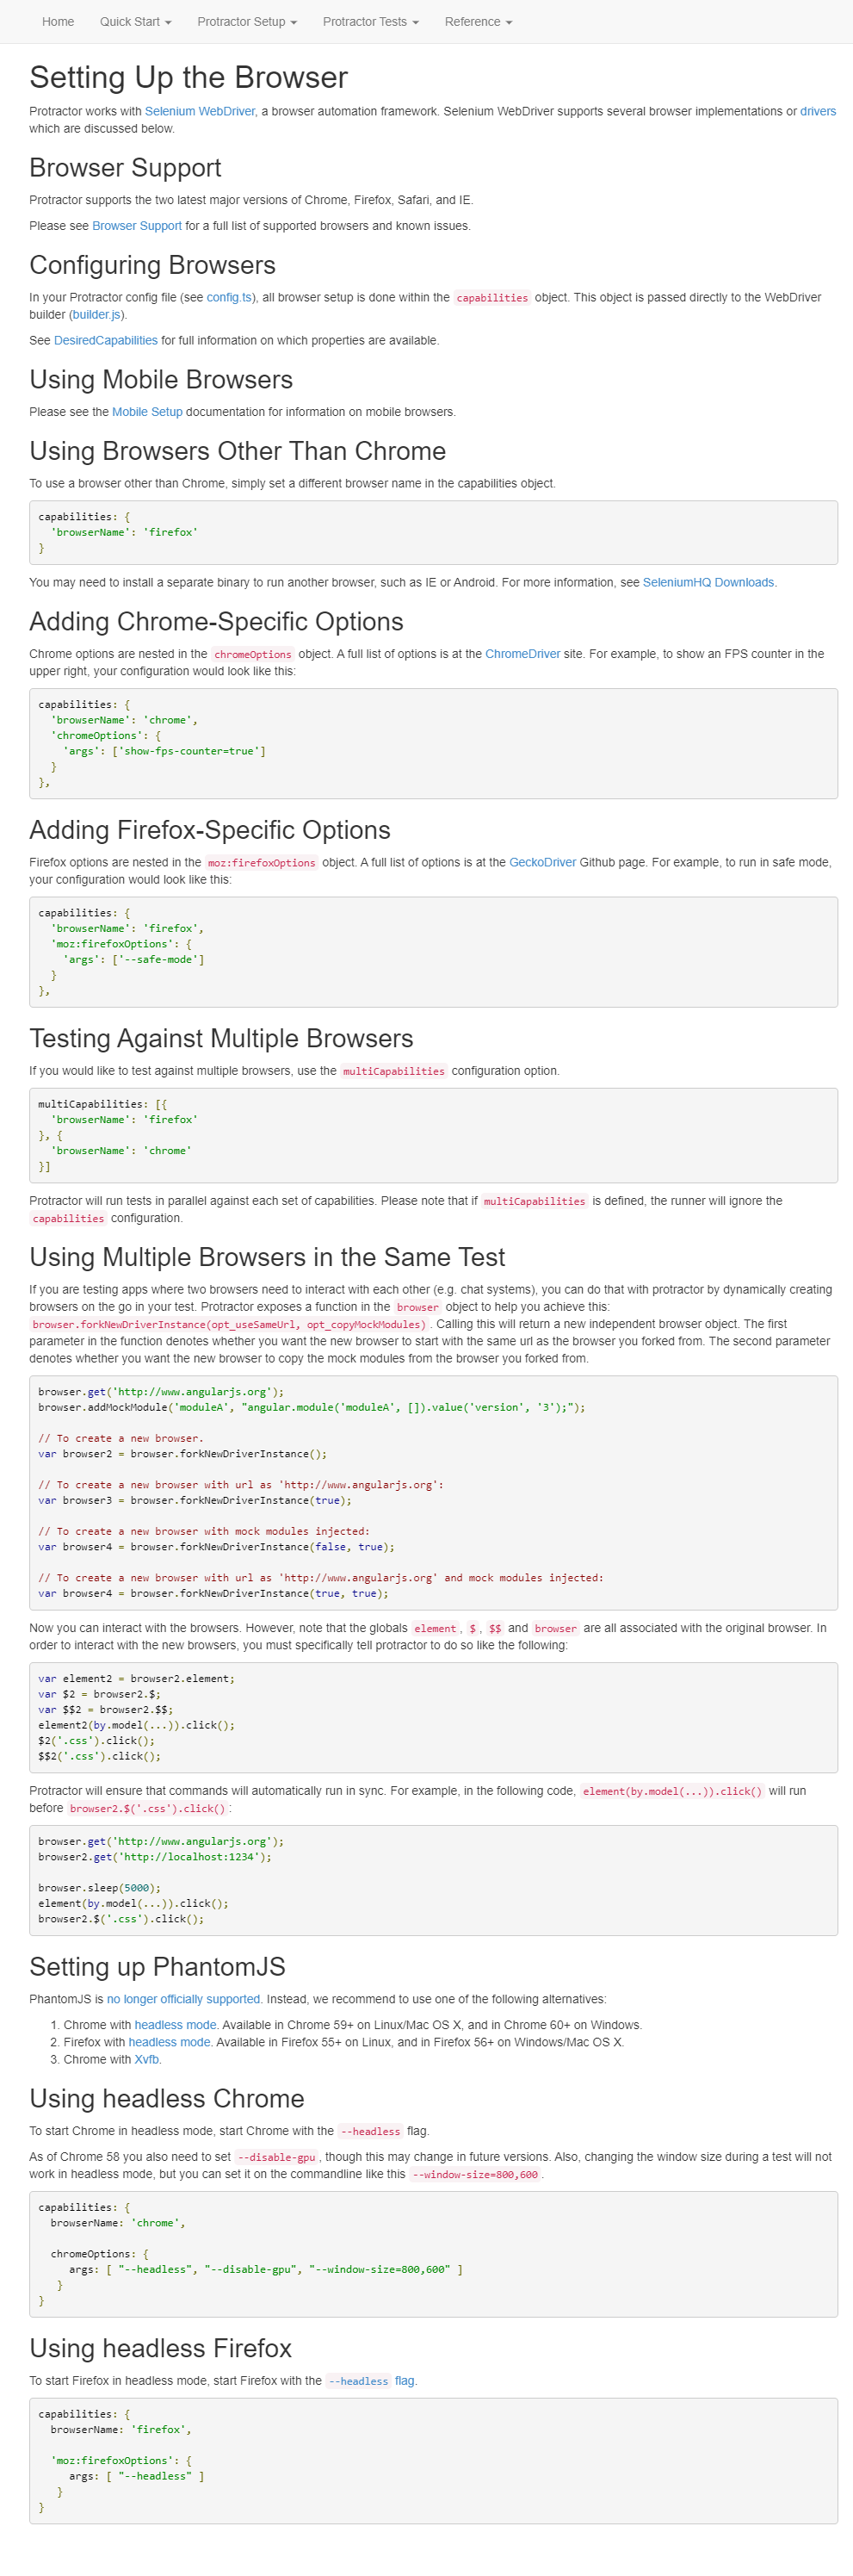 Home Quick Start Protractor Setup Protractor Tests Reference
Setting Up the Browser
Protractor works with Selenium WebDriver, a browser automation framework. Selenium WebDriver supports several browser implementations or drivers
which are discussed below.
Browser Support
Protractor supports the two latest major versions of Chrome, Firefox, Safari, and IE.
Please see Browser Support for a full list of supported browsers and known issues.
Configuring Browsers
In your Protractor config file (see config.ts), all browser setup is done within the capabilities object. This object is passed directly to the WebDriver
builder (builder.js).
See DesiredCapabilities for full information on which properties are available.
Using Mobile Browsers
Please see the Mobile Setup documentation for information on mobile browsers.
Using Browsers Other Than Chrome
To use a browser other than Chrome, simply set a different browser name in the capabilities object.
capabilities: {
  'browserName': 'firefox'
}
You may need to install a separate binary to run another browser, such as IE or Android. For more information, see SeleniumHQ Downloads.
Adding Chrome-Specific Options
Chrome options are nested in the chromeOptions object. A full list of options is at the ChromeDriver site. For example, to show an FPS counter in the
upper right, your configuration would look like this:
capabilities: {
  'browserName': 'chrome',
  'chromeOptions': {
    'args': ['show-fps-counter=true']
  }
},
Adding Firefox-Specific Options
Firefox options are nested in the moz:firefoxOptions object. A full list of options is at the GeckoDriver Github page. For example, to run in safe mode,
your configuration would look like this:
capabilities: {
  'browserName': 'firefox',
  'moz:firefoxOptions': {
    'args': ['--safe-mode']
  }
},
Testing Against Multiple Browsers
If you would like to test against multiple browsers, use the multiCapabilities configuration option.
multiCapabilities: [{
  'browserName': 'firefox'
}, {
  'browserName': 'chrome'
}]
Protractor will run tests in parallel against each set of capabilities. Please note that if multiCapabilities is defined, the runner will ignore the
capabilities configuration.
Using Multiple Browsers in the Same Test
If you are testing apps where two browsers need to interact with each other (e.g. chat systems), you can do that with protractor by dynamically creating
browsers on the go in your test. Protractor exposes a function in the browser object to help you achieve this:
browser.forkNewDriverInstance(opt_useSameUrl, opt_copyMockModules). Calling this will return a new independent browser object. The first
parameter in the function denotes whether you want the new browser to start with the same url as the browser you forked from. The second parameter
denotes whether you want the new browser to copy the mock modules from the browser you forked from.
browser.get('http://www.angularjs.org');
browser.addMockModule('moduleA', "angular.module('moduleA', []).value('version', '3');");
// To create a new browser.
var browser2 = browser.forkNewDriverInstance();
// To create a new browser with url as 'http://www.angularjs.org':
var browser3 = browser.forkNewDriverInstance(true);
// To create a new browser with mock modules injected:
var browser4 = browser.forkNewDriverInstance(false, true);
// To create a new browser with url as 'http://www.angularjs.org' and mock modules injected:
var browser4 = browser.forkNewDriverInstance(true, true);
Now you can interact with the browsers. However, note that the globals element, $, $$ and browser are all associated with the original browser. In
order to interact with the new browsers, you must specifically tell protractor to do so like the following:
var element2 = browser2.element;
var $2 = browser2.$;
var $$2 = browser2.$$;
element2(by.model(...)).click();
$2('.css').click();
$$2('.css').click();
Protractor will ensure that commands will automatically run in sync. For example, in the following code, element(by.model(...)).click() will run
before browser2.$('.css').click():
browser.get('http://www.angularjs.org');
browser2.get('http://localhost:1234');
browser.sleep(5000);
element(by.model(...)).click();
browser2.$('.css').click();
Setting up PhantomJS
PhantomJS is no longer officially supported. Instead, we recommend to use one of the following alternatives:
1. Chrome with headless mode. Available in Chrome 59+ on Linux/Mac OS X, and in Chrome 60+ on Windows.
2. Firefox with headless mode. Available in Firefox 55+ on Linux, and in Firefox 56+ on Windows/Mac OS X.
3. Chrome with Xvfb.
Using headless Chrome
To start Chrome in headless mode, start Chrome with the --headless flag.
As of Chrome 58 you also need to set --disable-gpu, though this may change in future versions. Also, changing the window size during a test will not
work in headless mode, but you can set it on the commandline like this --window-size=800,600.
capabilities: {
  browserName: 'chrome',
  chromeOptions: {
     args: [ "--headless", "--disable-gpu", "--window-size=800,600" ]
   }
}
Using headless Firefox
To start Firefox in headless mode, start Firefox with the --headless flag.
capabilities: {
  browserName: 'firefox',
  'moz:firefoxOptions': {
     args: [ "--headless" ]
   }
}